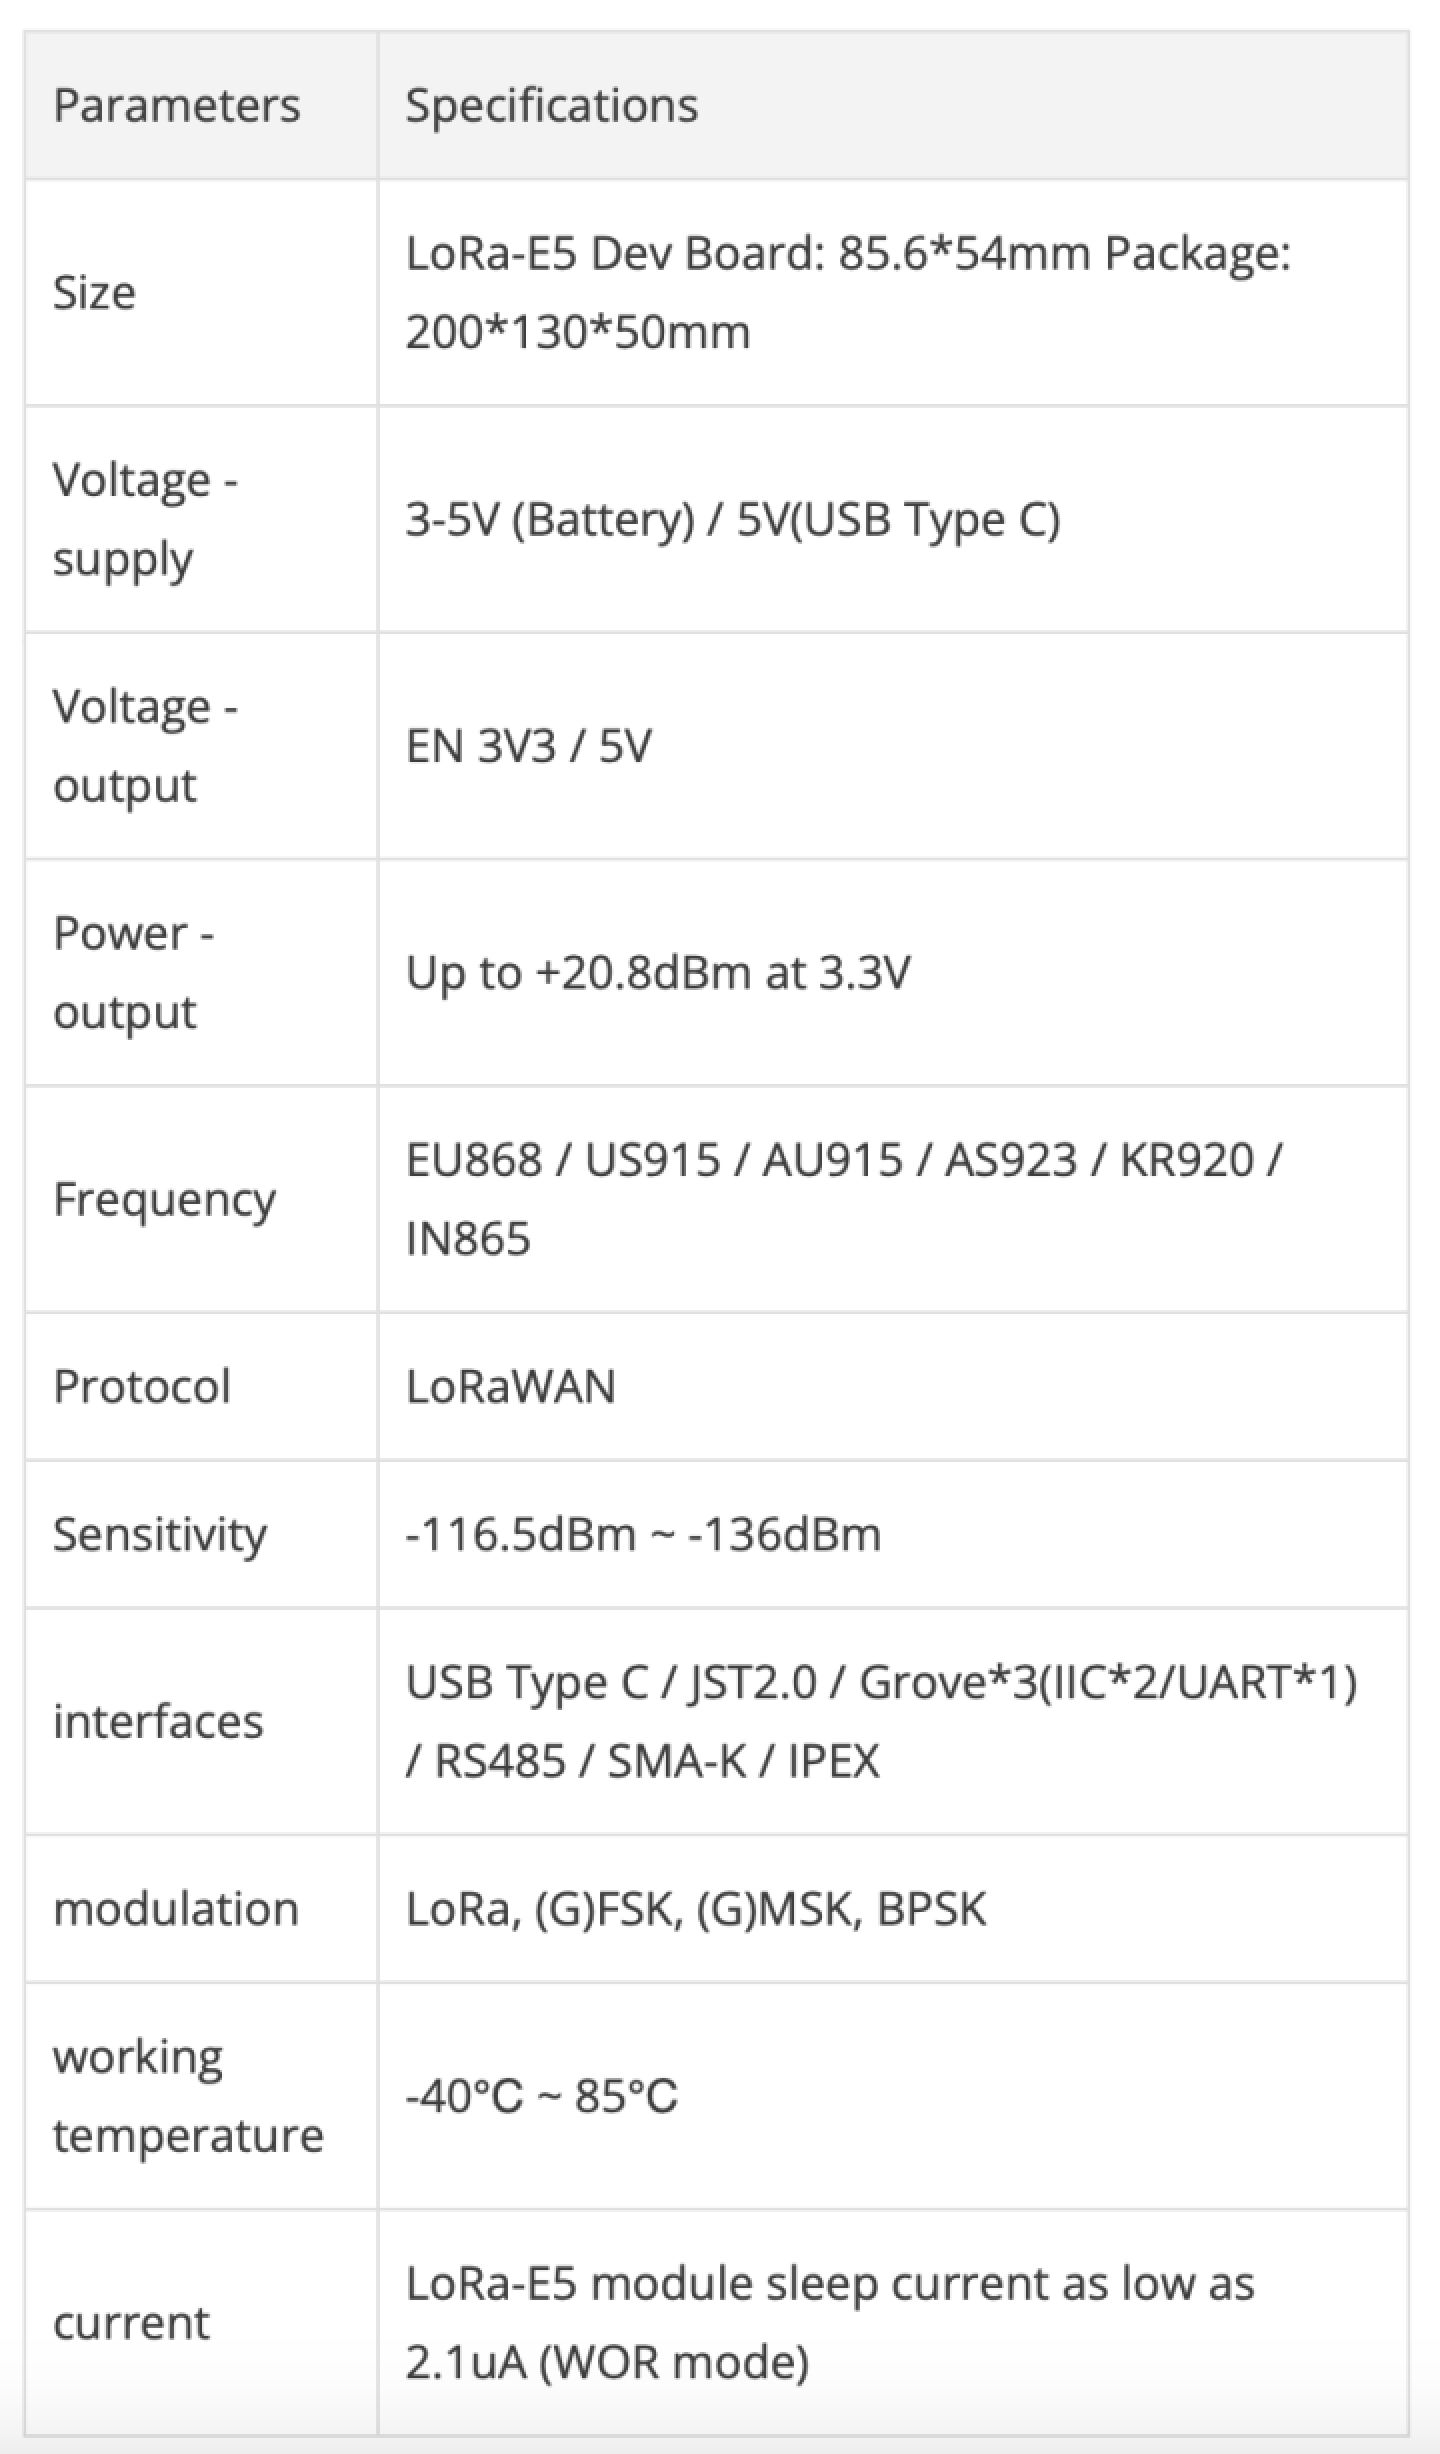 Parameters
Specifications
Size
LoRa-E5 Dev Board: 85.6*54mm Package:
200*130*50mm
Voltage -
supply
3-5V (Battery) / 5V(USB Type C)
Voltage -
output
EN 3V3 / 5V
Power -
output
Up to +20.8dBm at 3.3V
Frequency
EU868 / US915 / AU915 / AS923 / KR920 /
IN865
Protocol
LoRaWAN
Sensitivity
-116.5dBm ~ -136dBm
interfaces
USB Type C / JST2.0 / Grove*3(IIC*2/UART*1)
/ RS485 / SMA-K / IPEX
modulation
LoRa, (G)FSK, (G)MSK, BPSK
working
temperature
-40℃ ~ 85℃
current
LoRa-E5 module sleep current as low as
2.1uA (WOR mode)